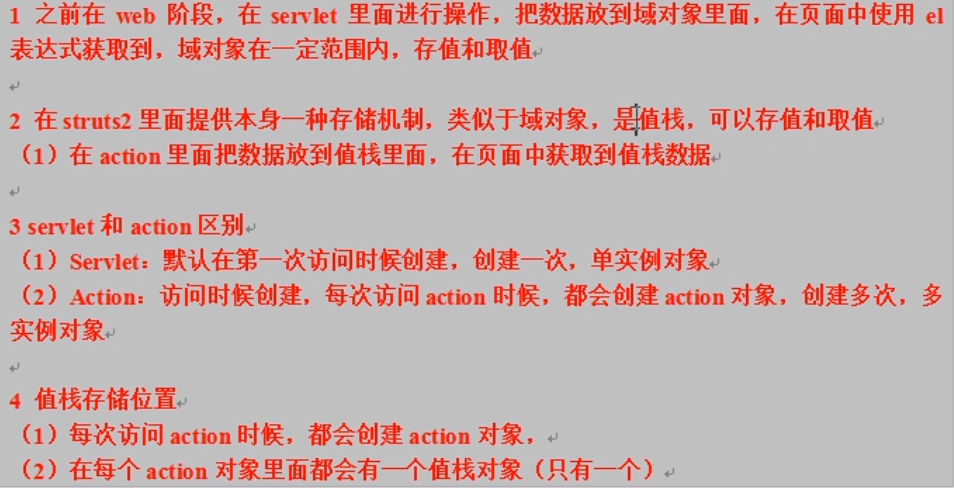 1 之前在 web 阶段，在 servlet 里面进行操作，把数据放到域对象里面，在页面中使用 el
表达式获取到，域对象在一定范围内，存值和取值
2 在 struts2 里面提供本身一种存储机制，类似于域对象，是值栈，可以存值和取值
（1）在 action 里面把数据放到值栈里面，在页面中获取到值栈数据
3 servlet 和 action 区别
（1）Servlet：默认在第一次访问时候创建，创建一次，单实例对象
（2）Action：访问时候创建，每次访问 action 时候，都会创建 action 对象，创建多次，多
实例对象
4 值栈存储位置
（1）每次访问 action 时候，都会创建 action 对象，
（2）在每个 action 对象里面都会有一个值栈对象（只有一个）